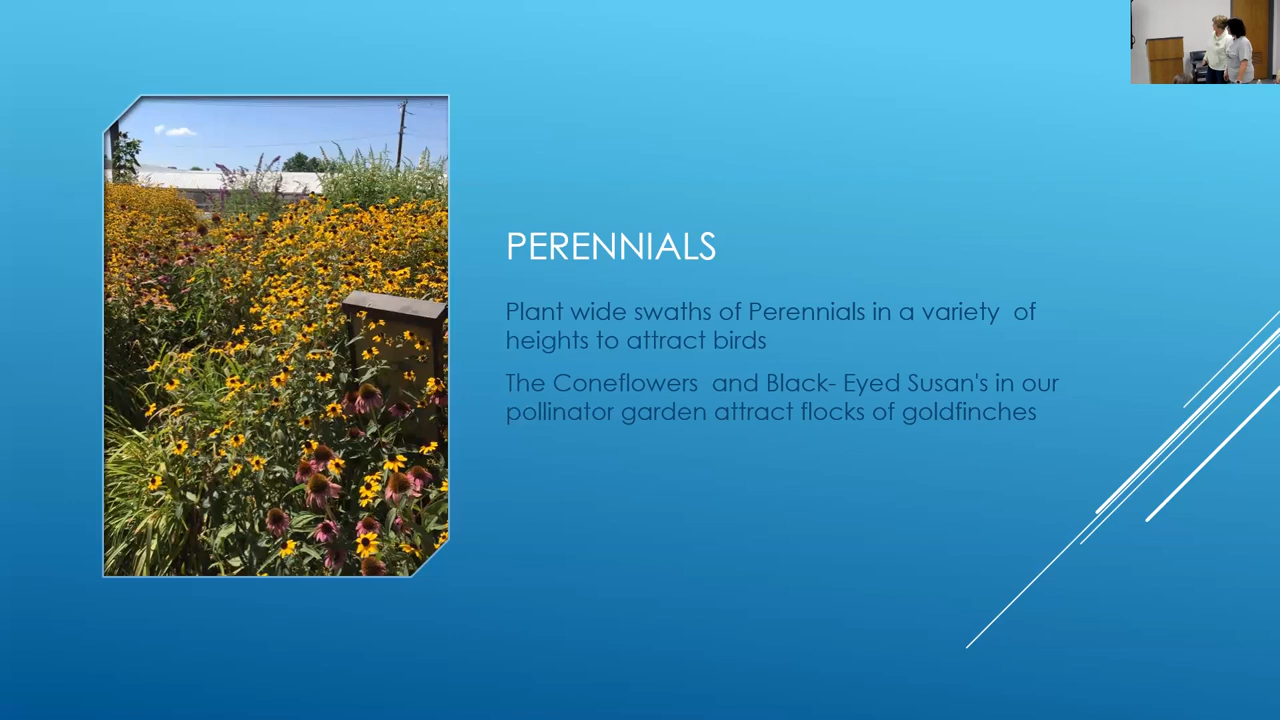 PERENNIALS
Plant wide swaths of Perennials in a variety  of
heights to attract birds
The Coneflowers  and Black- Eyed Susan's in our
pollinator garden attract flocks of goldfinches